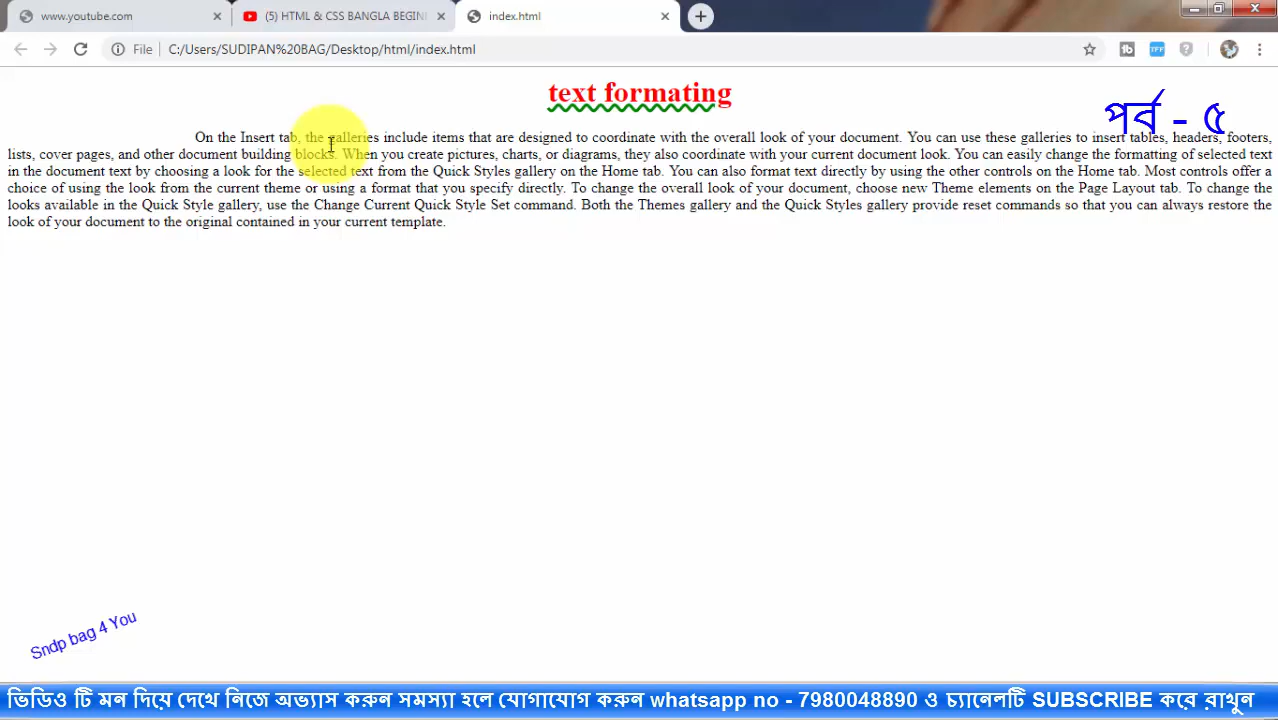 www.youtube.com
(5) HTML & CSS BANGLA BEGIN
index.html
File
C:/Users/SUDIPAN%20BAG/Desktop/html/index.html
text formating
পর্ব - ৫
On the Insert tab, the galleries include items that are designed to coordinate with the overall look of your document. You can use these galleries to insert tables, headers, footers,
lists, cover pages, and other document building blocks. When you create pictures, charts, or diagrams, they also coordinate with your current document look. You can easily change the formatting of selected text
in the document text by choosing a look for the selected text from the Quick Styles gallery on the Home tab. You can also format text directly by using the other controls on the Home tab. Most controls offer a
choice of using the look from the current theme or using a format that you specify directly. To change the overall look of your document, choose new Theme elements on the Page Layout tab. To change the
looks available in the Quick Style gallery, use the Change Current Quick Style Set command. Both the Themes gallery and the Quick Styles gallery provide reset commands so that you can always restore the
look of your document to the original contained in your current template.
Sndp bag 4 You
ভিডিও টি মন দিয়ে দেখে নিজে অভ্যাস করুন সমস্যা হলে যোগাযোগ করুন whatsapp no - 7980048890 ও চ্যানেলটি SUBSCRIBE করে রাখুন